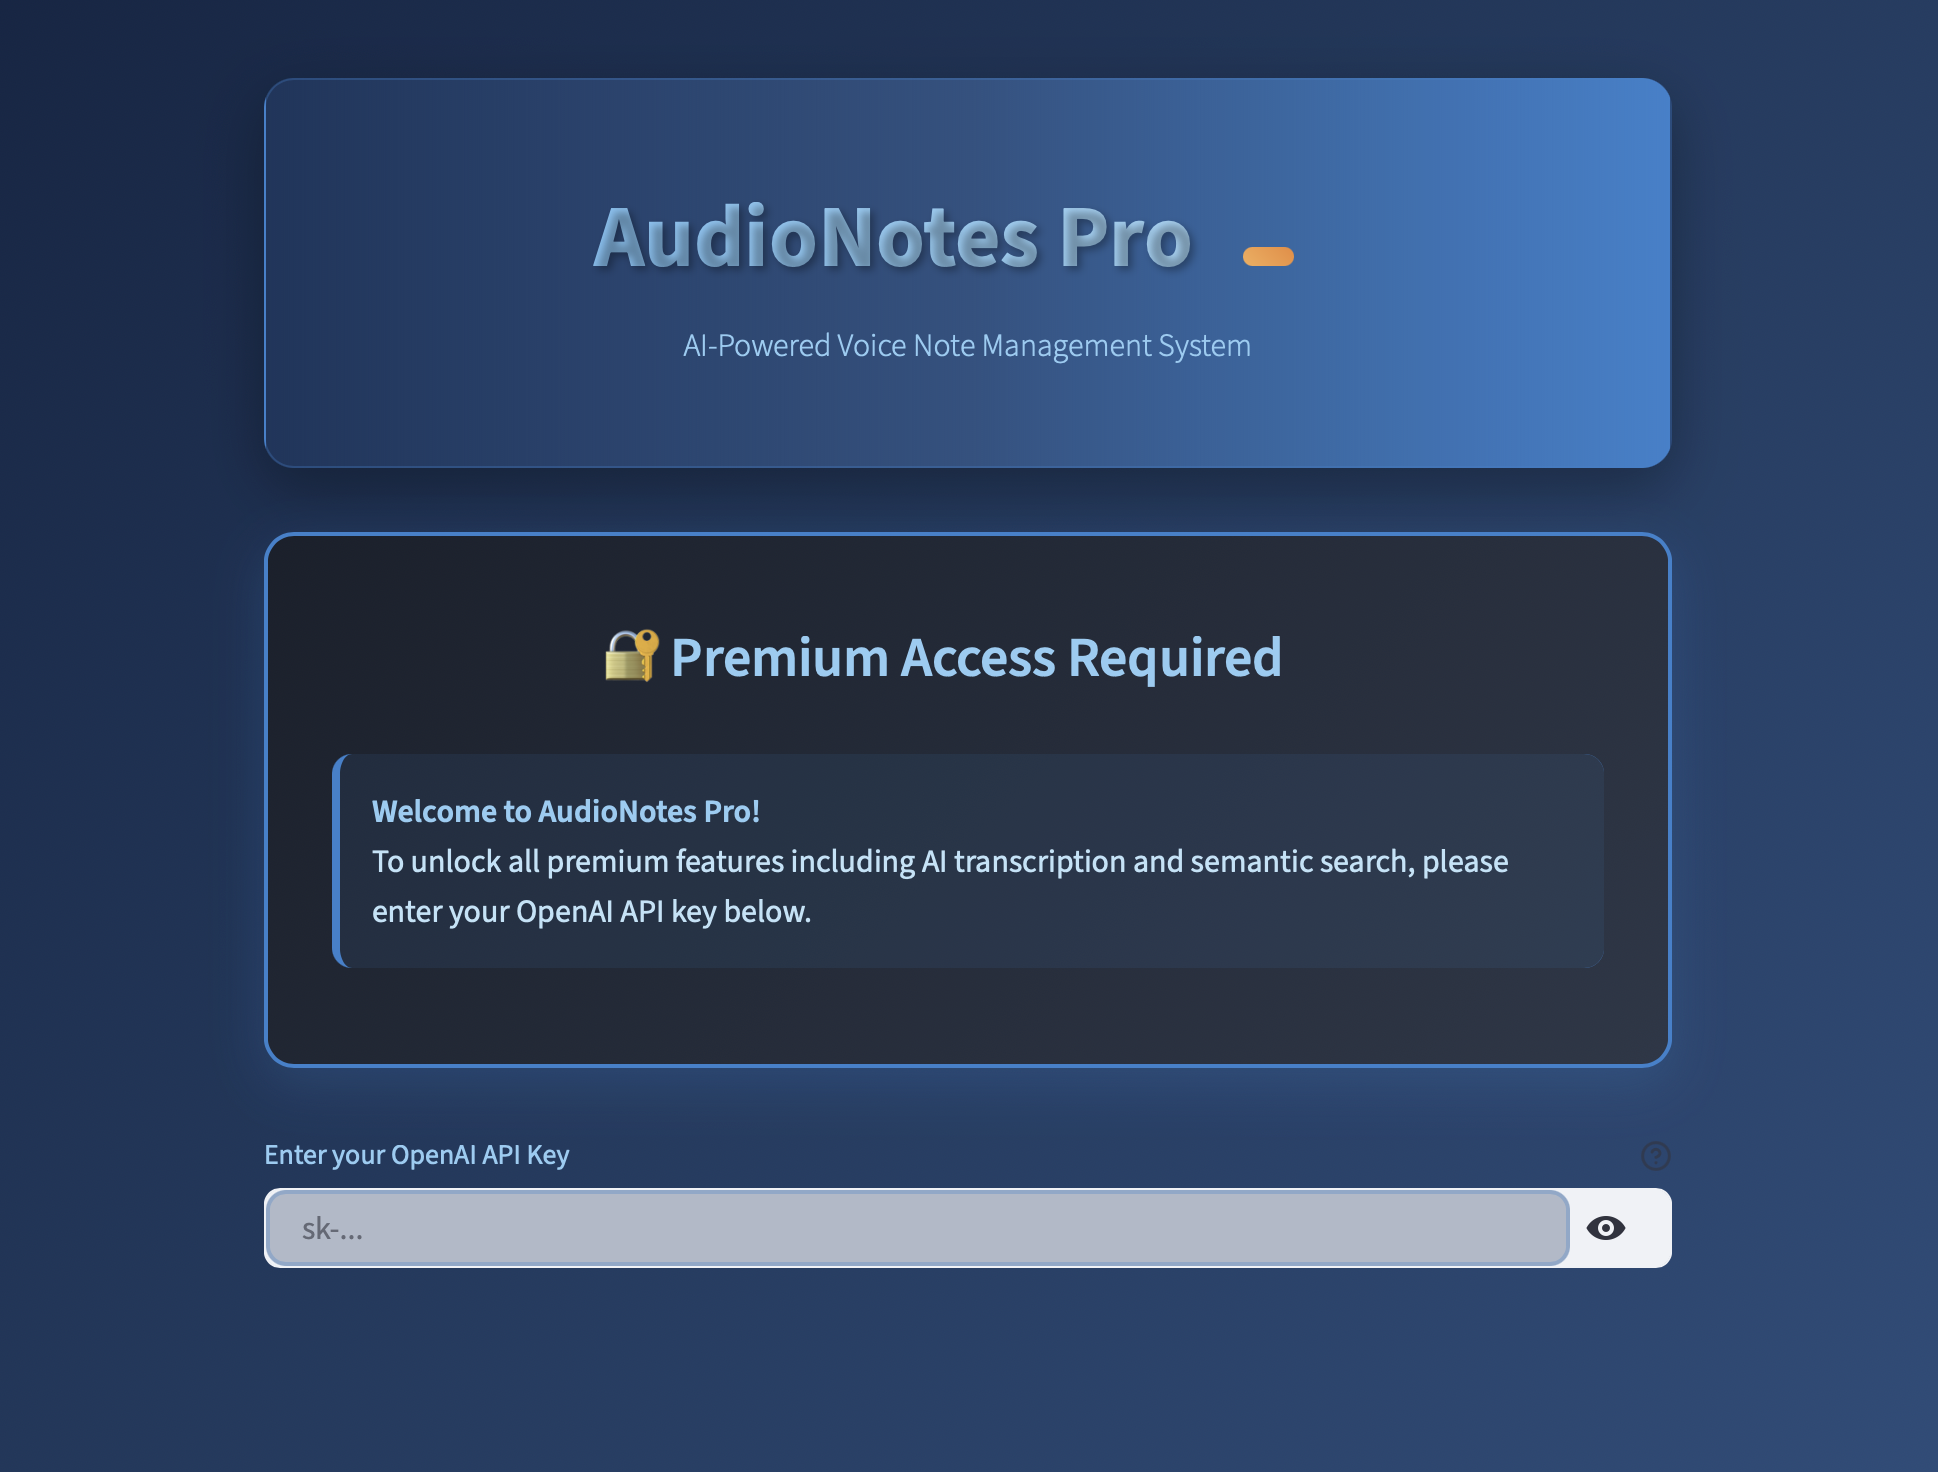 AudioNotes Pro
AI-Powered Voice Note Management System
Premium Access Required
Welcome to AudioNotes Pro!
To unlock all premium features including AI transcription and semantic search, please
enter your OpenAI API key below.
Enter your OpenAI API Key
sk-...